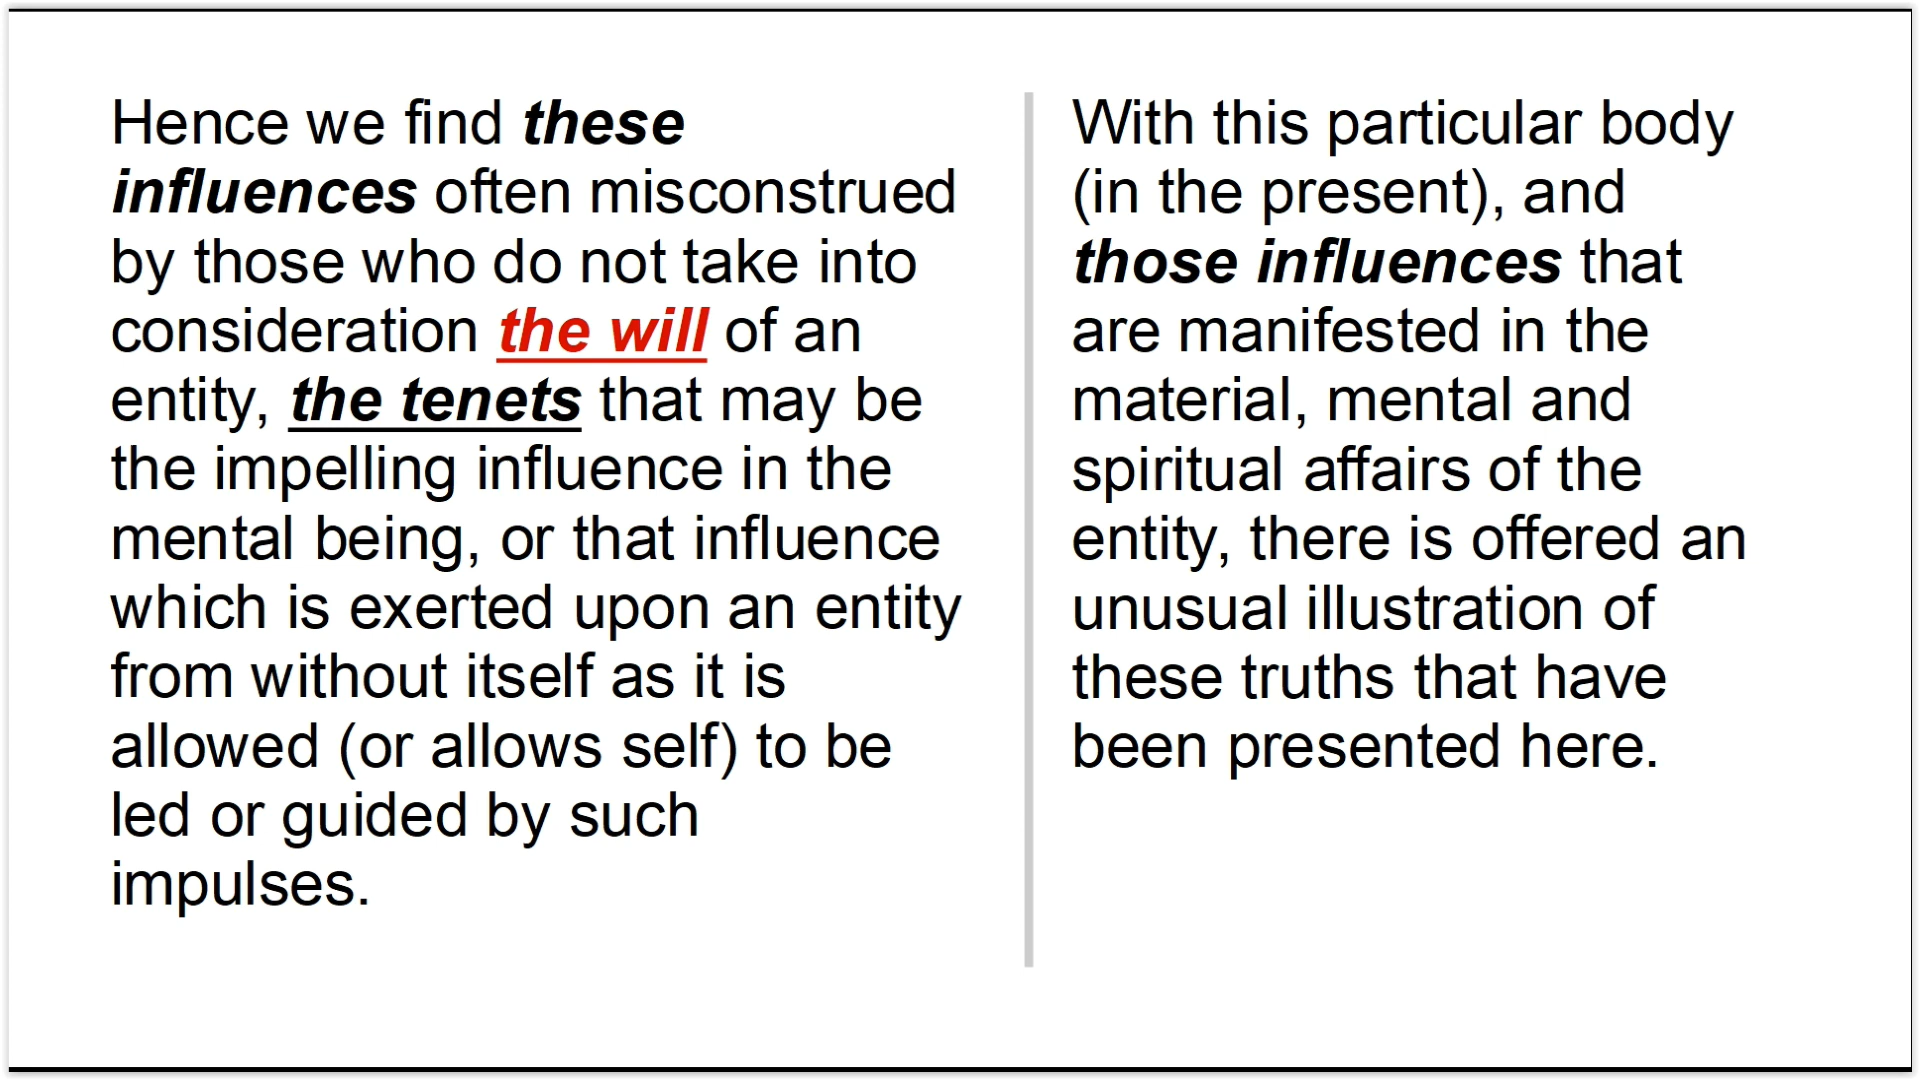 Hence we find these
influences often misconstrued
by those who do not take into
consideration the will of an
entity, the tenets that may be
the impelling influence in the
mental being, or that influence
which is exerted upon an entity
from without itself as it is
allowed (or allows self) to be
led or guided by such
impulses.
With this particular body
(in the present), and
those influences that
are manifested in the
material, mental and
spiritual affairs of the
entity, there is offered an
unusual illustration of
these truths that have
been presented here.